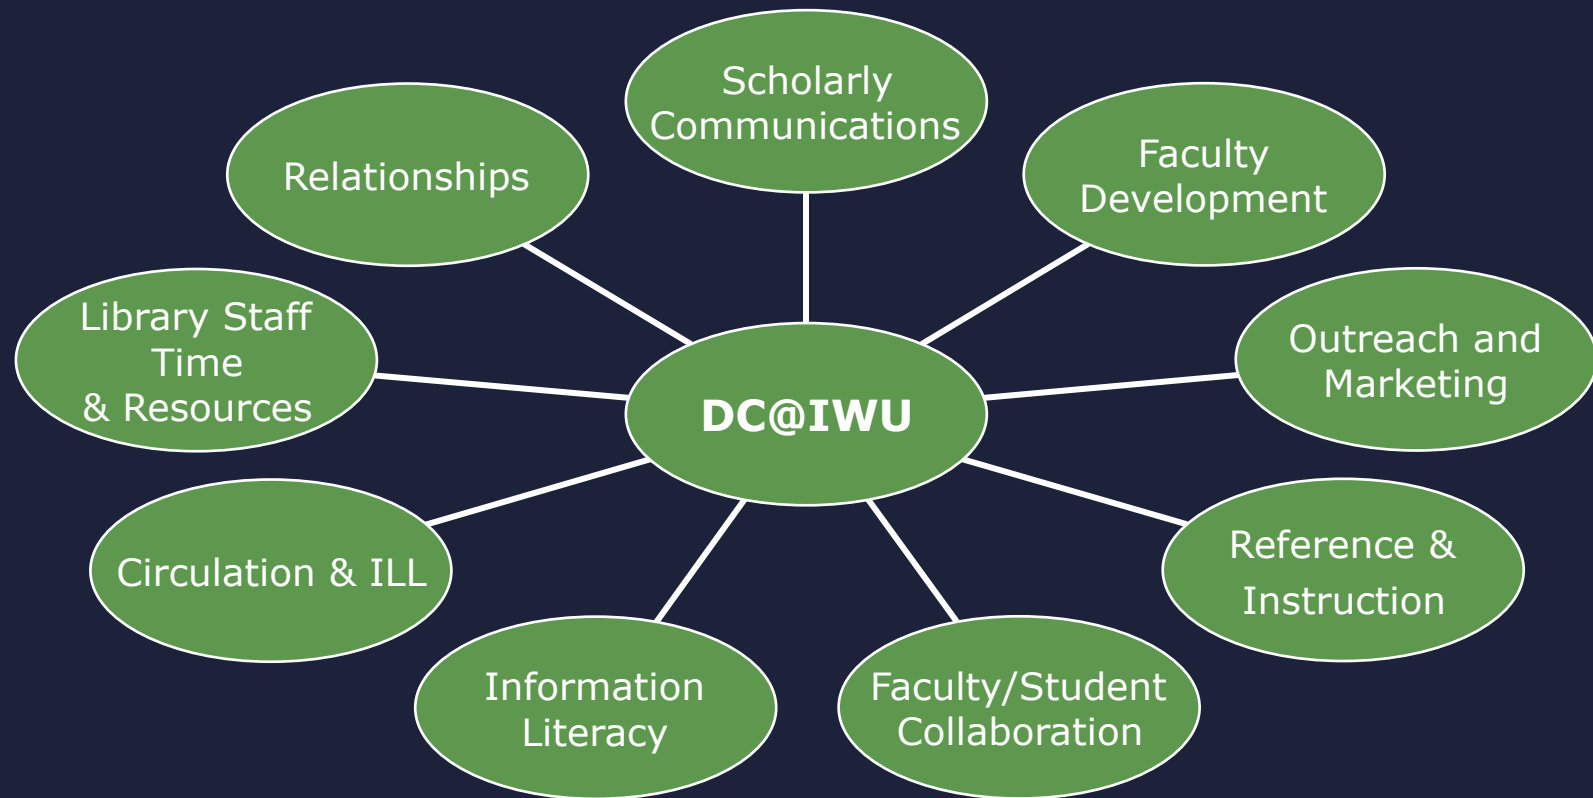 Scholarly
Communications
Faculty
Development
Relationships
Library Staff
Time
& Resources
Outreach and
Marketing
DC@IWU
Reference &
Instruction
Circulation & ILL
Information
Literacy
Faculty/Student
Collaboration